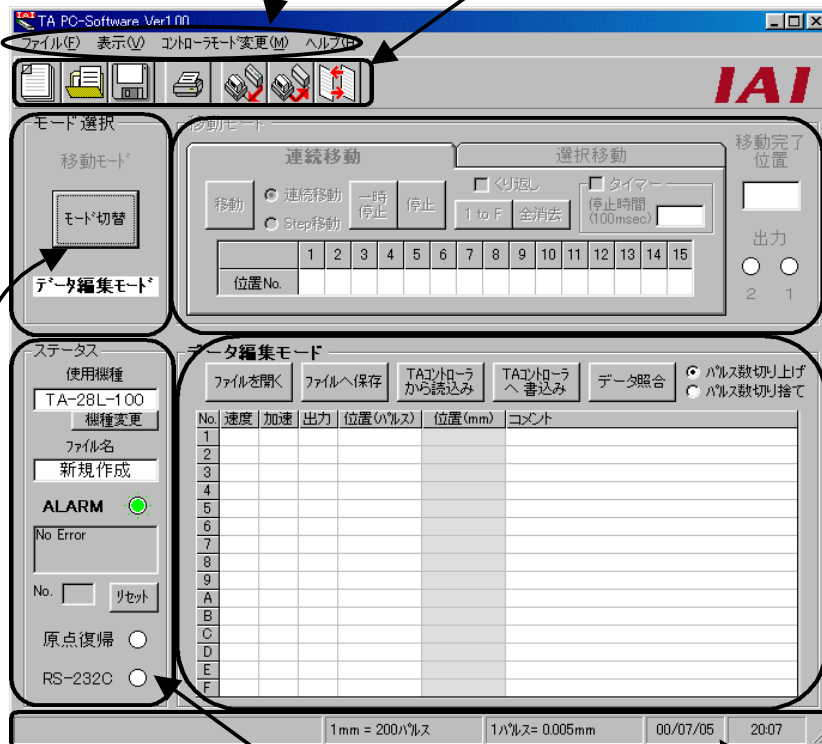 TA PC-Software Ver1.00
ファイル(F) 表示(V) コントローラモード変更(M) ヘルプ(H)
IAI
モード選択
移動モード
モード切替
データ編集モード
移動モード
連続移動
選択移動
移動
連続移動
Step移動
一時停止
停止
くり返し
1 to F
全消去
タイマー
停止時間
(100msec)
1 2 3 4 5 6 7 8 9 10 11 12 13 14 15
位置No.
移動完了
位置
出力
2 1
ステータス
使用機種
TA-28L-100
機種変更
ファイル名
新規作成
ALARM
No Error
No.
リセット
原点復帰
RS-232C
データ編集モード
ファイルを開く
ファイルへ保存
TAコントローラ
から読込み
TAコントローラ
へ書込み
データ照合
パルス数切り上げ
パルス数切り捨て
No. 速度 加速 出力 位置(パルス) 位置(mm) コメント
1
2
3
4
5
6
7
8
9
A
B
C
D
E
F
1mm = 200パルス 1パルス= 0.005mm 00/07/05 20:07